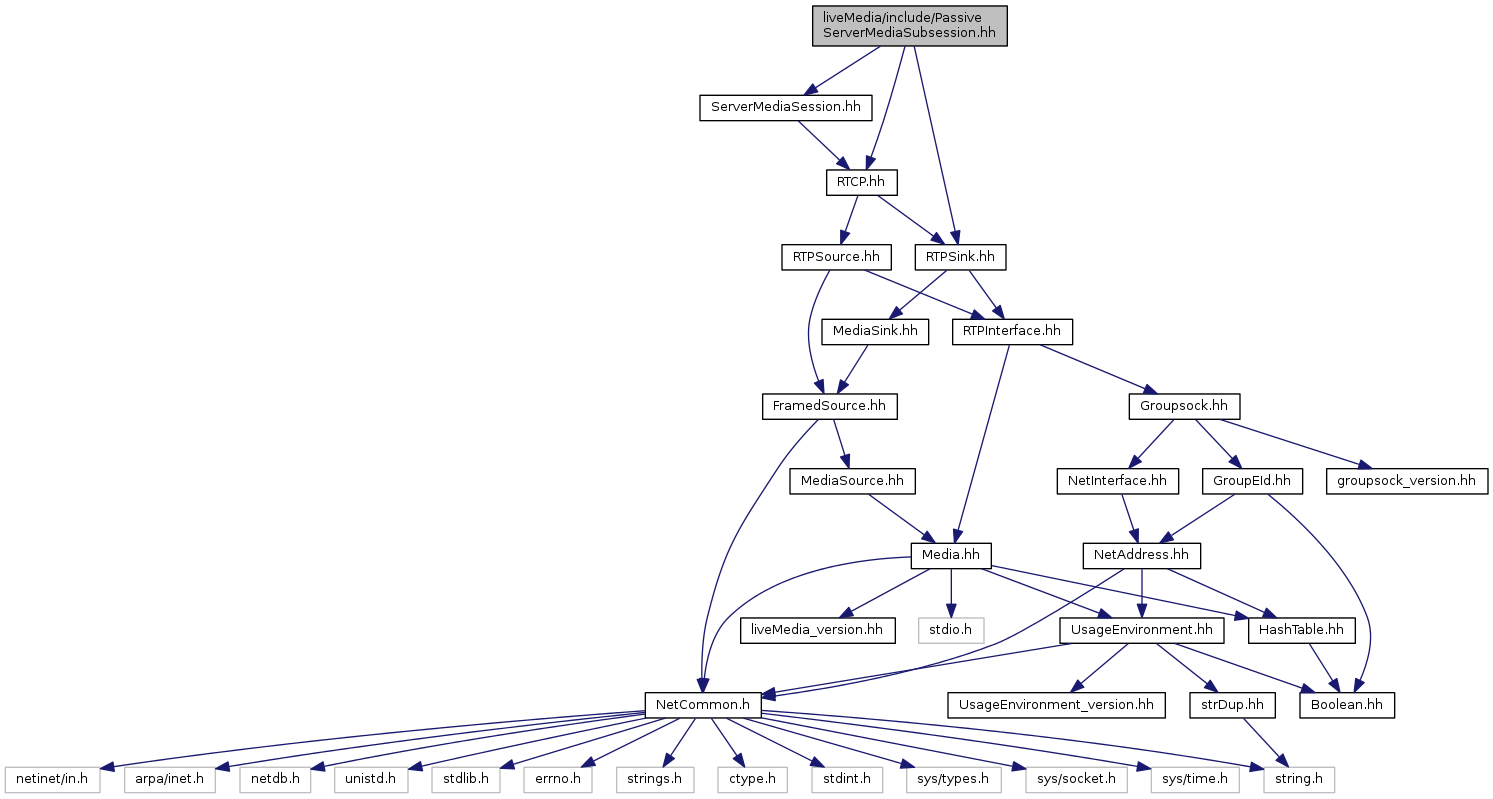 liveMedia/include/Passive
ServerMediaSubsession.hh
ServerMediaSession.hh
RTCP.hh
RTPSource.hh
RTPSink.hh
MediaSink.hh
RTPInterface.hh
FramedSource.hh
Groupsock.hh
MediaSource.hh
NetInterface.hh
GroupEId.hh
groupsock_version.hh
Media.hh
NetAddress.hh
liveMedia_version.hh
stdio.h
UsageEnvironment.hh
HashTable.hh
NetCommon.h
UsageEnvironment_version.hh
strDup.hh
Boolean.hh
netinet/in.h
arpa/inet.h
netdb.h
unistd.h
stdlib.h
errno.h
strings.h
ctype.h
stdint.h
sys/types.h
sys/socket.h
sys/time.h
string.h